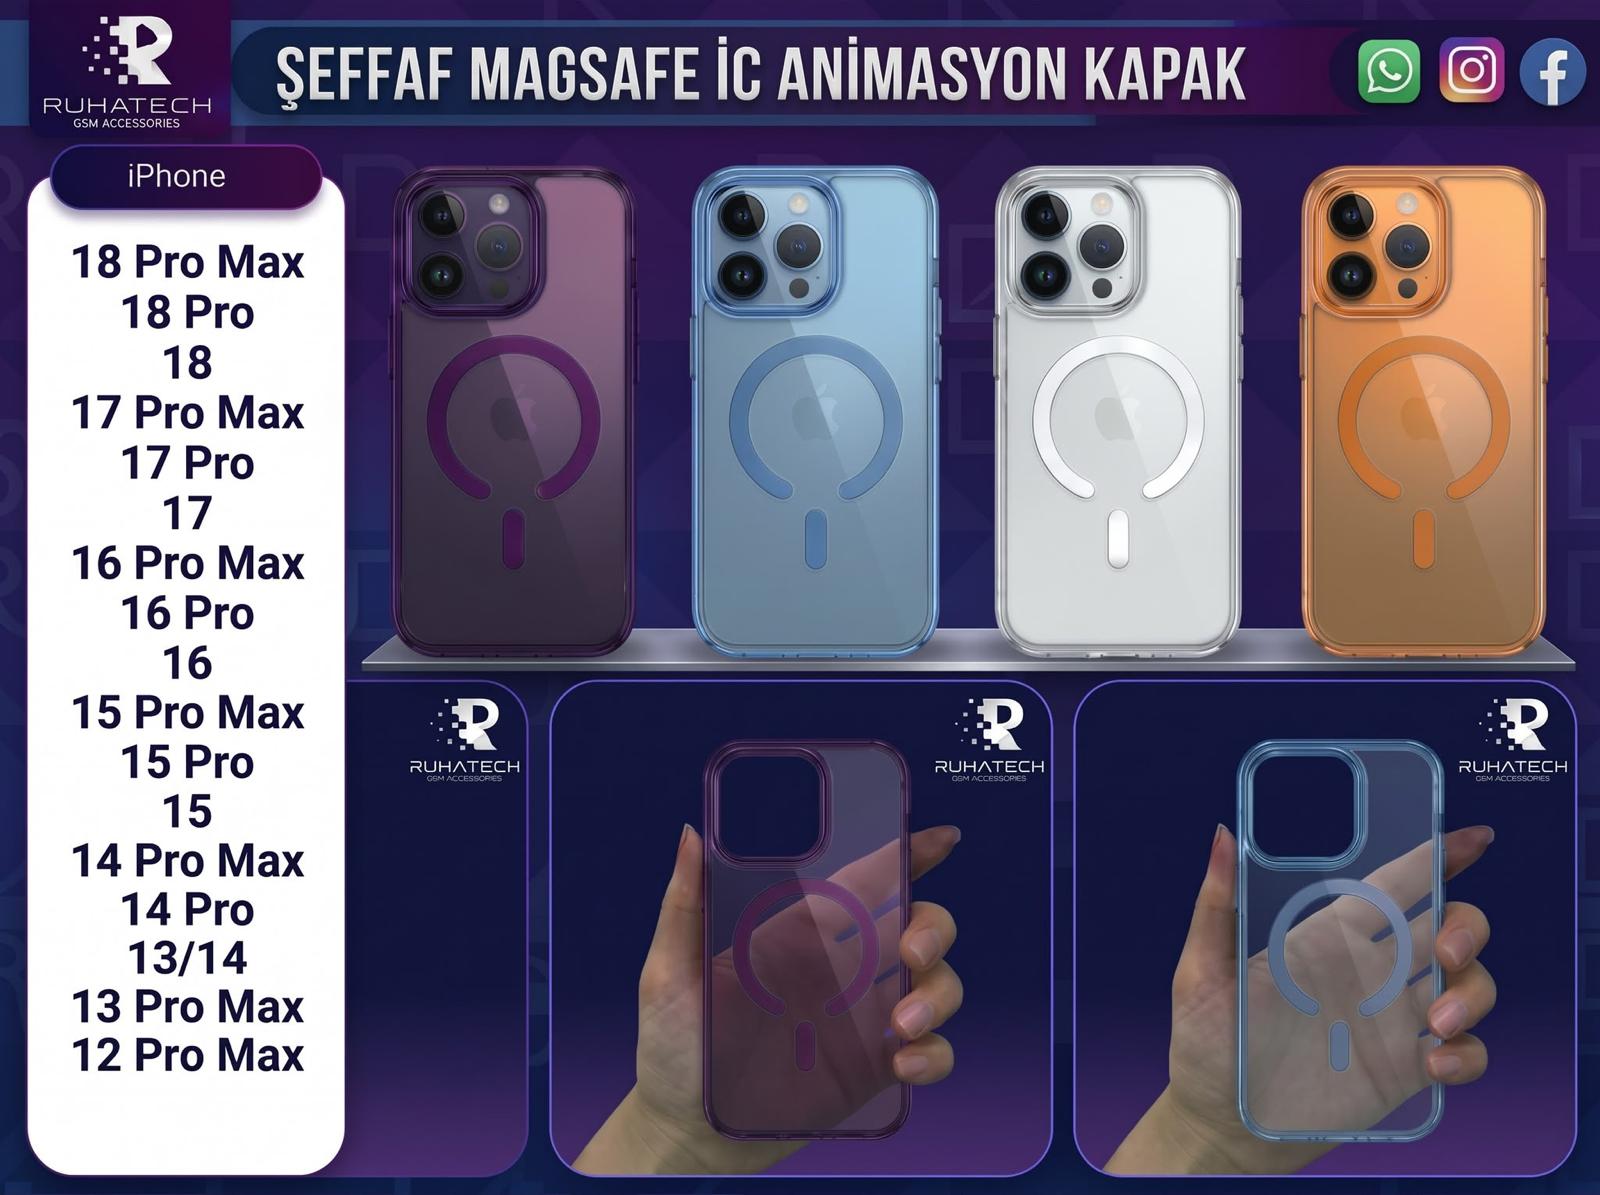 RUHATECH
GSM ACCESSORIES
ŞEFFAF MAGSAFE İC ANİMASYON KAPAK
iPhone
18 Pro Max
18 Pro
18
17 Pro Max
17 Pro
17
16 Pro Max
16 Pro
16
15 Pro Max
15 Pro
15
14 Pro Max
14 Pro
13/14
13 Pro Max
12 Pro Max
RUHATECH
GSM ACCESSORIES
RUHATECH
GSM ACCESSORIES
RUHATECH
GSM ACCESSORIES